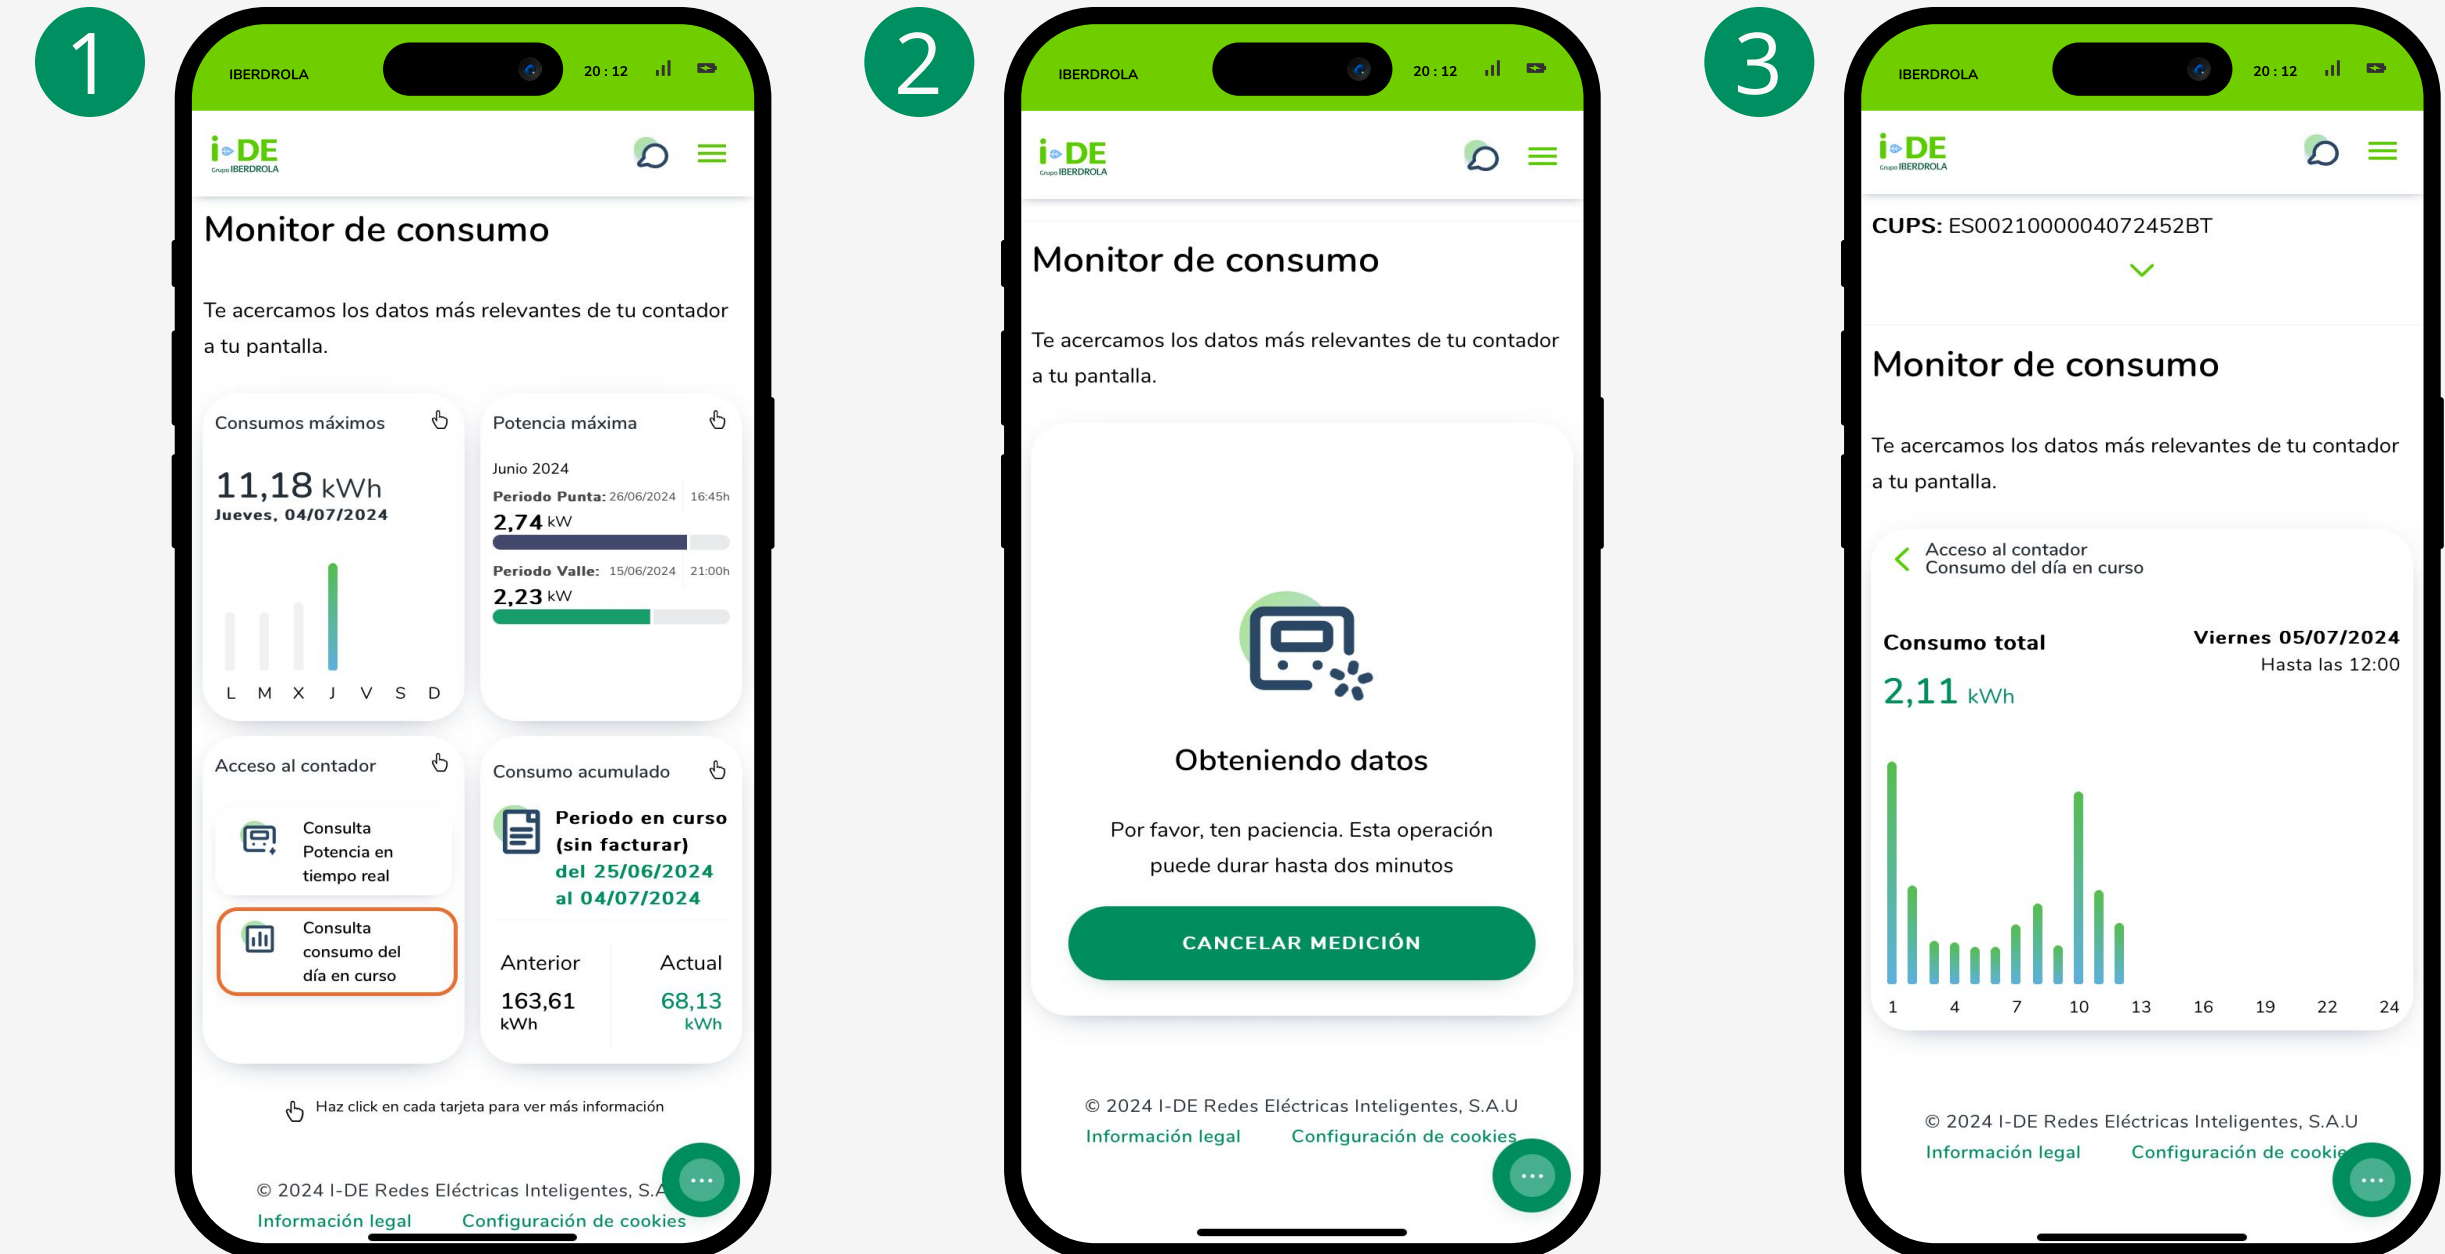 1
IBERDROLA
20 : 12
i-DE
Grupo IBERDROLA
Monitor de consumo
Te acercamos los datos más relevantes de tu contador
a tu pantalla.
Consumos máximos
11,18 kWh
Jueves, 04/07/2024
L M X J V S D
Potencia máxima
Junio 2024
Periodo Punta: 26/06/2024 16:45h
2,74 kW
Periodo Valle: 15/06/2024 21:00h
2,23 kW
Acceso al contador
Consulta
Potencia en
tiempo real
Consulta
consumo del
día en curso
Consumo acumulado
Periodo en curso
(sin facturar)
del 25/06/2024
al 04/07/2024
Anterior Actual
163,61 68,13
kWh kWh
Haz click en cada tarjeta para ver más información
© 2024 I-DE Redes Eléctricas Inteligentes, S.A
Información legal Configuración de cookies
2
IBERDROLA
20 : 12
i-DE
Grupo IBERDROLA
Monitor de consumo
Te acercamos los datos más relevantes de tu contador
a tu pantalla.
Obteniendo datos
Por favor, ten paciencia. Esta operación
puede durar hasta dos minutos
CANCELAR MEDICIÓN
© 2024 I-DE Redes Eléctricas Inteligentes, S.A.U
Información legal Configuración de cookies
3
IBERDROLA
20 : 12
i-DE
Grupo IBERDROLA
CUPS: ES0021000004072452BT
Monitor de consumo
Te acercamos los datos más relevantes de tu contador
a tu pantalla.
Acceso al contador
Consumo del día en curso
Consumo total
2,11 kWh
Viernes 05/07/2024
Hasta las 12:00
1 4 7 10 13 16 19 22 24
© 2024 I-DE Redes Eléctricas Inteligentes, S.A.U
Información legal Configuración de cookie